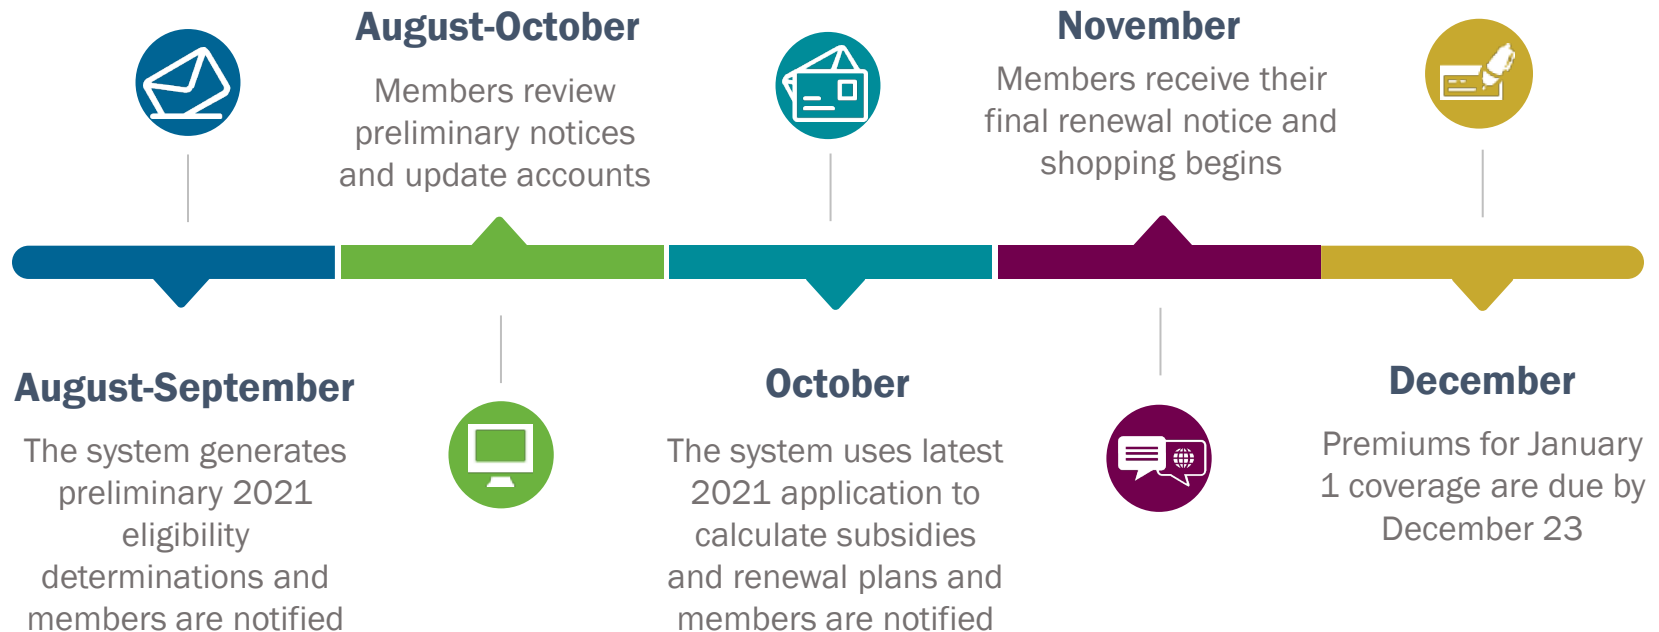 August-September
The system generates
preliminary 2021
eligibility
determinations and
members are notified
August-October
Members review
preliminary notices
and update accounts
October
The system uses latest
2021 application to
calculate subsidies
and renewal plans and
members are notified
November
Members receive their
final renewal notice and
shopping begins
December
Premiums for January
1 coverage are due by
December 23